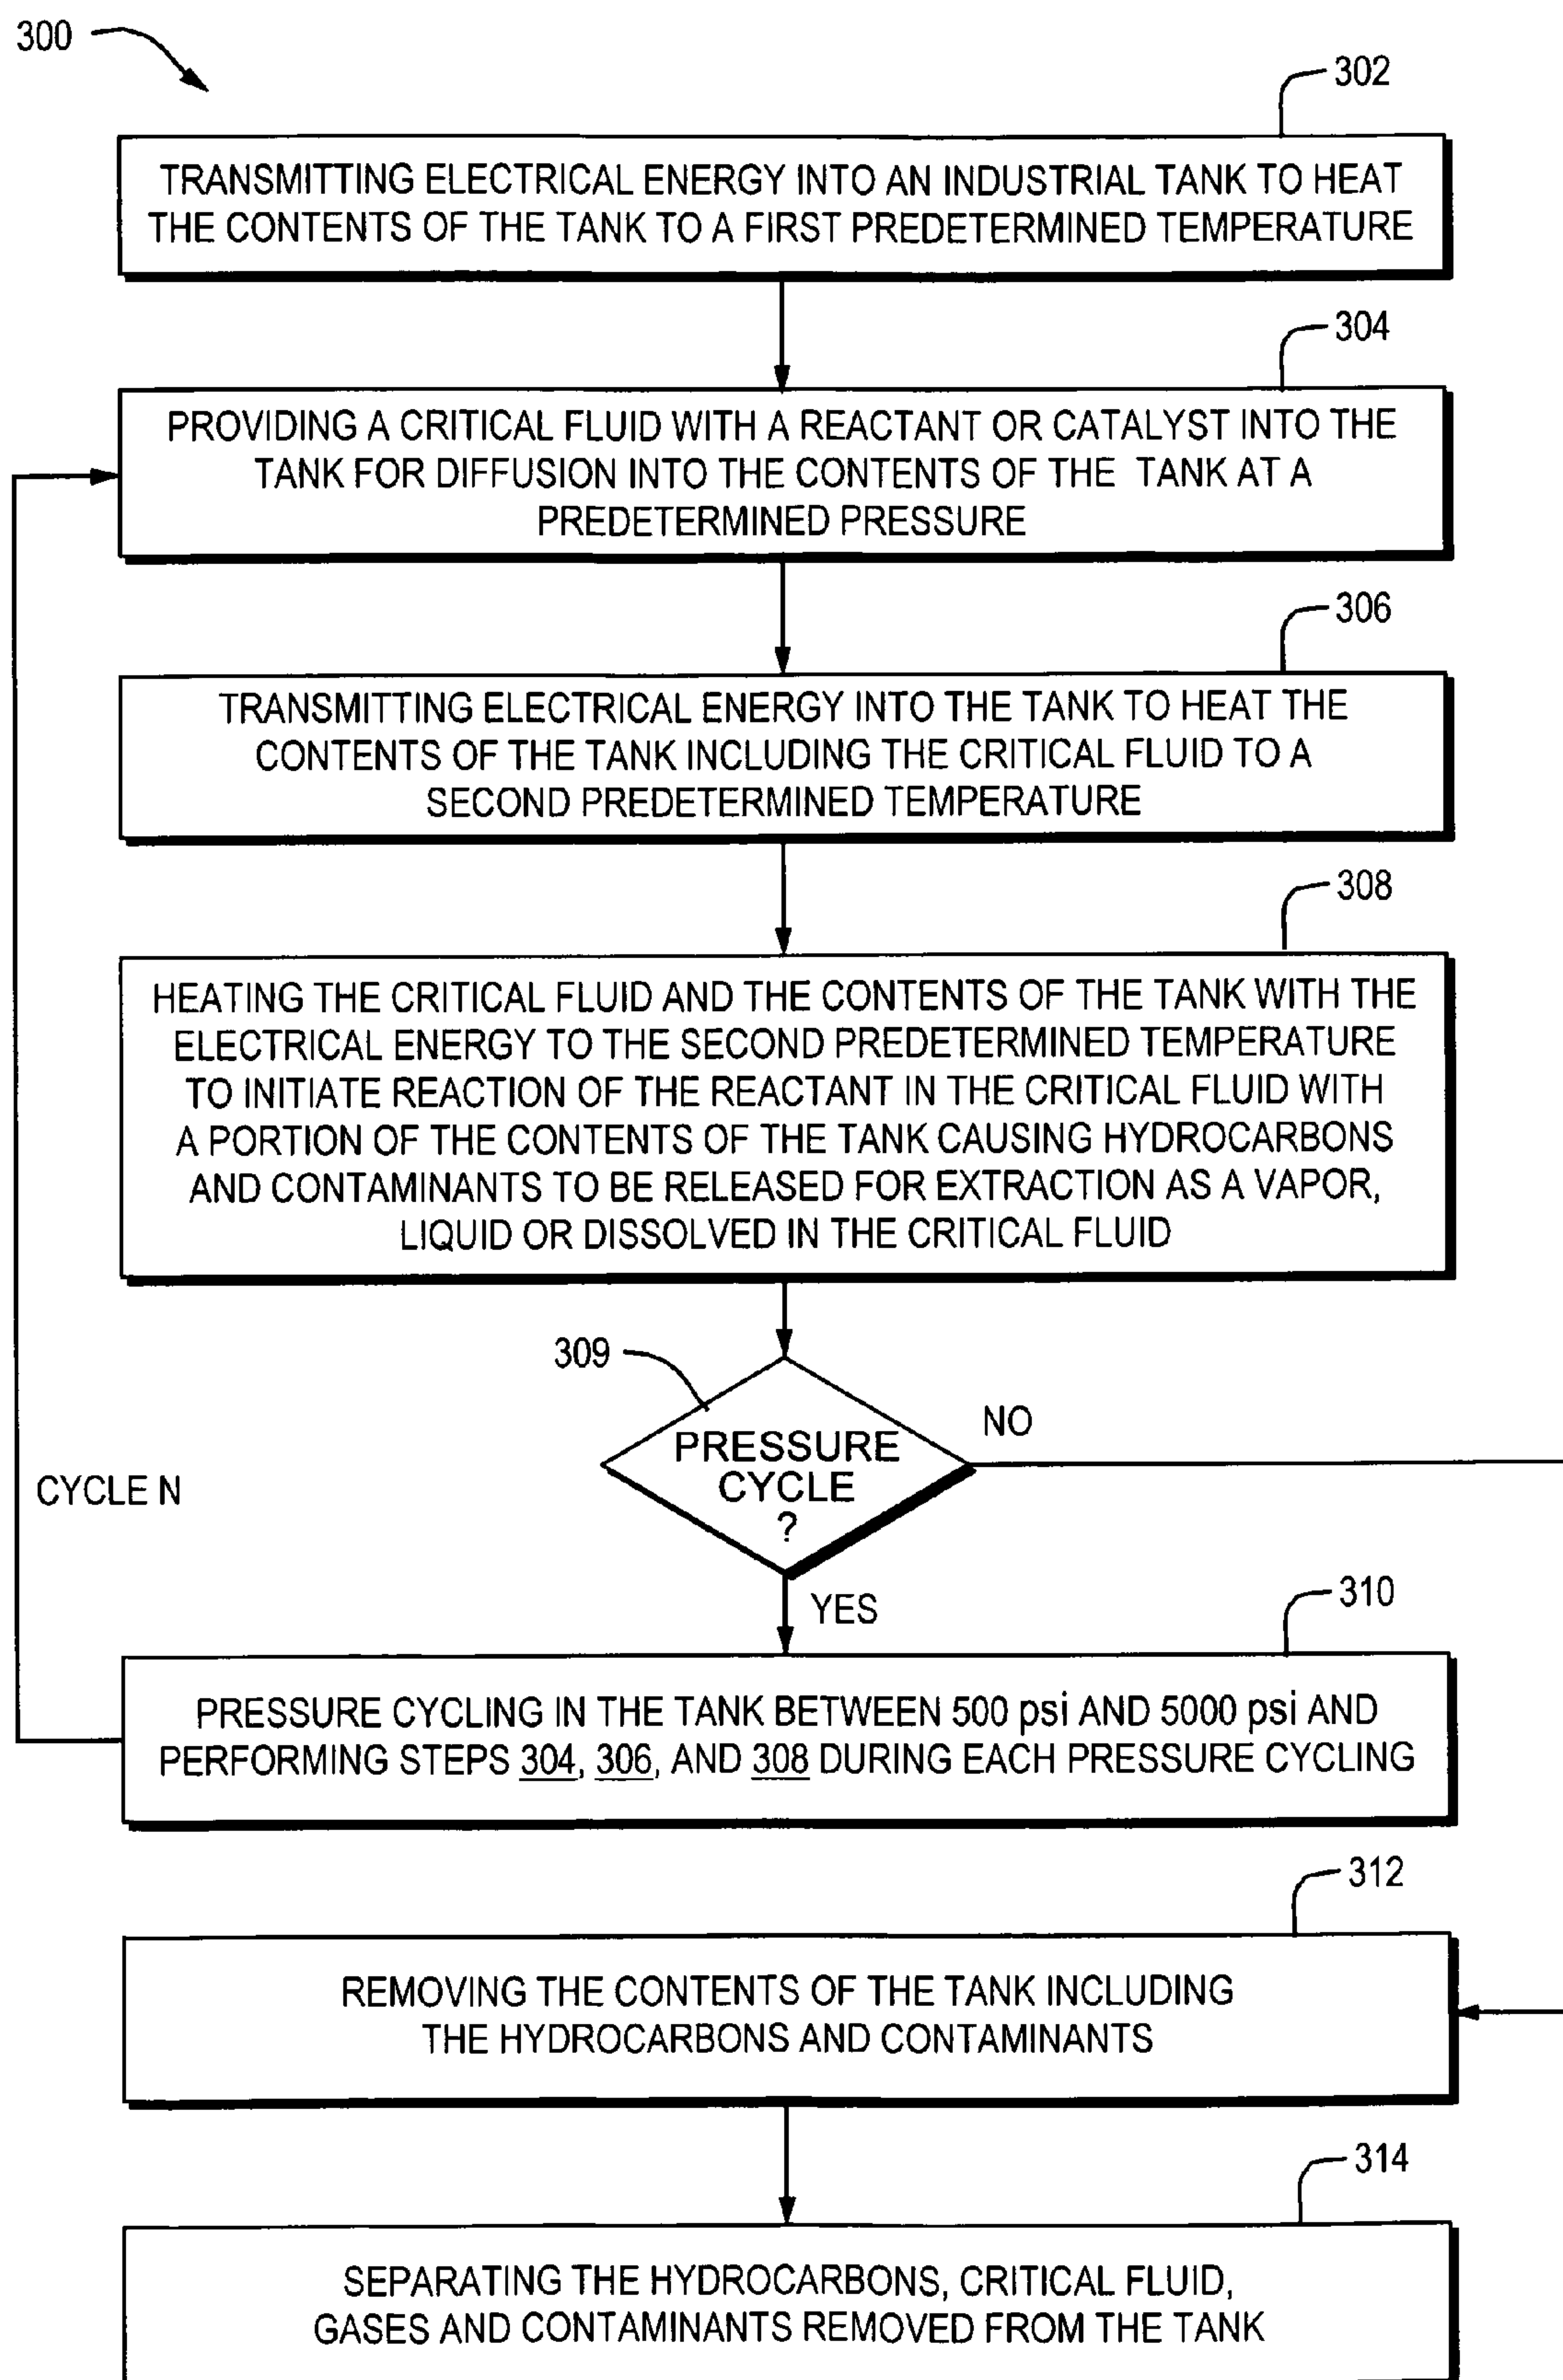 300
302
TRANSMITTING ELECTRICAL ENERGY INTO AN INDUSTRIAL TANK TO HEAT
THE CONTENTS OF THE TANK TO A FIRST PREDETERMINED TEMPERATURE
304
PROVIDING A CRITICAL FLUID WITH A REACTANT OR CATALYST INTO THE
TANK FOR DIFFUSION INTO THE CONTENTS OF THE TANK AT A
PREDETERMINED PRESSURE
306
TRANSMITTING ELECTRICAL ENERGY INTO THE TANK TO HEAT THE
CONTENTS OF THE TANK INCLUDING THE CRITICAL FLUID TO A
SECOND PREDETERMINED TEMPERATURE
308
HEATING THE CRITICAL FLUID AND THE CONTENTS OF THE TANK WITH THE
ELECTRICAL ENERGY TO THE SECOND PREDETERMINED TEMPERATURE
TO INITIATE REACTION OF THE REACTANT IN THE CRITICAL FLUID WITH
A PORTION OF THE CONTENTS OF THE TANK CAUSING HYDROCARBONS
AND CONTAMINANTS TO BE RELEASED FOR EXTRACTION AS A VAPOR,
LIQUID OR DISSOLVED IN THE CRITICAL FLUID
309
PRESSURE
CYCLE
?
NO
CYCLE N
YES
310
PRESSURE CYCLING IN THE TANK BETWEEN 500 psi AND 5000 psi AND
PERFORMING STEPS 304, 306, AND 308 DURING EACH PRESSURE CYCLING
312
REMOVING THE CONTENTS OF THE TANK INCLUDING
THE HYDROCARBONS AND CONTAMINANTS
314
SEPARATING THE HYDROCARBONS, CRITICAL FLUID,
GASES AND CONTAMINANTS REMOVED FROM THE TANK